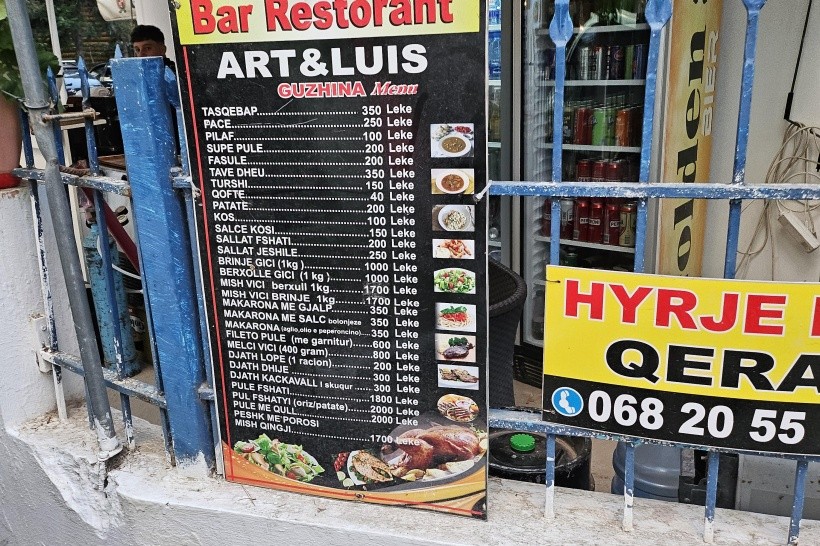 Bar Restorant
ART&LUIS
GUZHINA Menu
TASQEBAP 350 Leke
PACE 250 Leke
PILAF 100 Leke
SUPE PULE 200 Leke
FASULE 200 Leke
TAVE DHEU 350 Leke
TURSHI 150 Leke
QOFTE 40 Leke
PATATE 200 Leke
KOS 100 Leke
SALCE KOSI 150 Leke
SALLAT FSHATI 200 Leke
SALLAT JESHILE 250 Leke
BRINJE GICI (1kg) 1000 Leke
BERXOLLE GICI (1 kg) 1000 Leke
MISH VICI berxull 1kg 1700 Leke
MISH VICI BRINJE 1kg 1700 Leke
MAKARONA ME GJALP 350 Leke
MAKARONA ME SALC bolonjeze 350 Leke
MAKARONA (aglio,olio e peperoncino) 350 Leke
FILETO PULE (me garnitur) 600 Leke
MELCI VICI (400 gram) 800 Leke
DJATH LOPE (1 racion) 200 Leke
DJATH DHIJE 300 Leke
DJATH KACKAVALL I skuqur 300 Leke
PULE FSHATI 1800 Leke
PUL FSHATYI (oriz/patate) 2000 Leke
PULE ME QULL 2000 Leke
PESHK ME'POROSI
MISH QINGJI 1700 Leke
olden
BIER
HYRJE
QERA
068 20 55